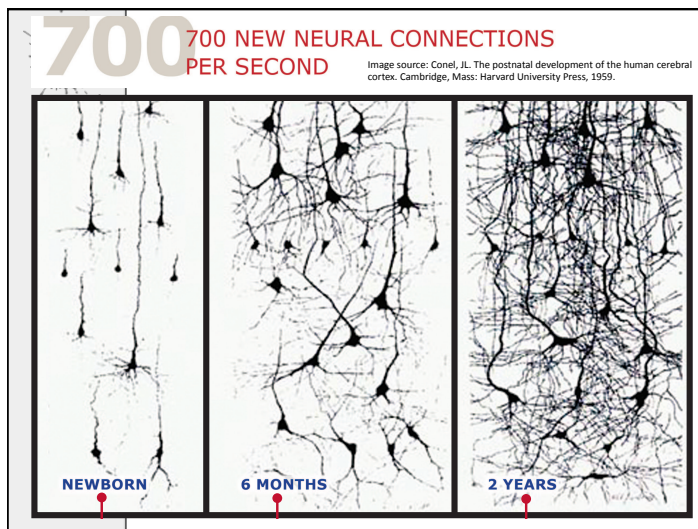 700
700 NEW NEURAL CONNECTIONS
PER SECOND
Image source: Conel, JL. The postnatal development of the human cerebral
cortex. Cambridge, Mass: Harvard University Press, 1959.
NEWBORN
6 MONTHS
2 YEARS